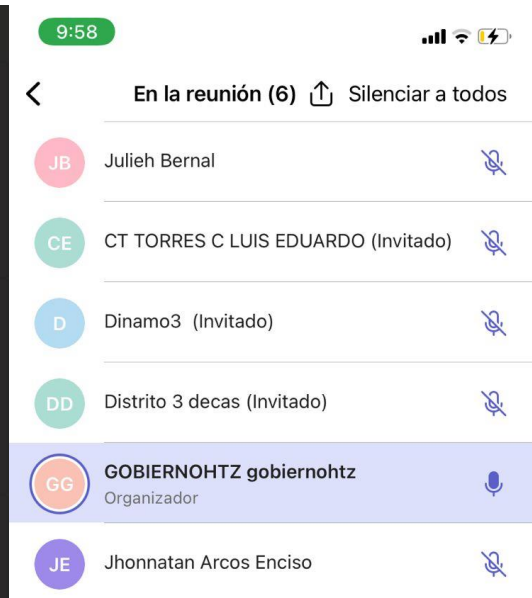 9:58
En la reunión (6) Silenciar a todos
JB Julieh Bernal
CE CT TORRES C LUIS EDUARDO (Invitado)
D Dinamo3 (Invitado)
DD Distrito 3 decas (Invitado)
GG GOBIERNOHTZ gobiernohtz
Organizador
JE Jhonnatan Arcos Enciso